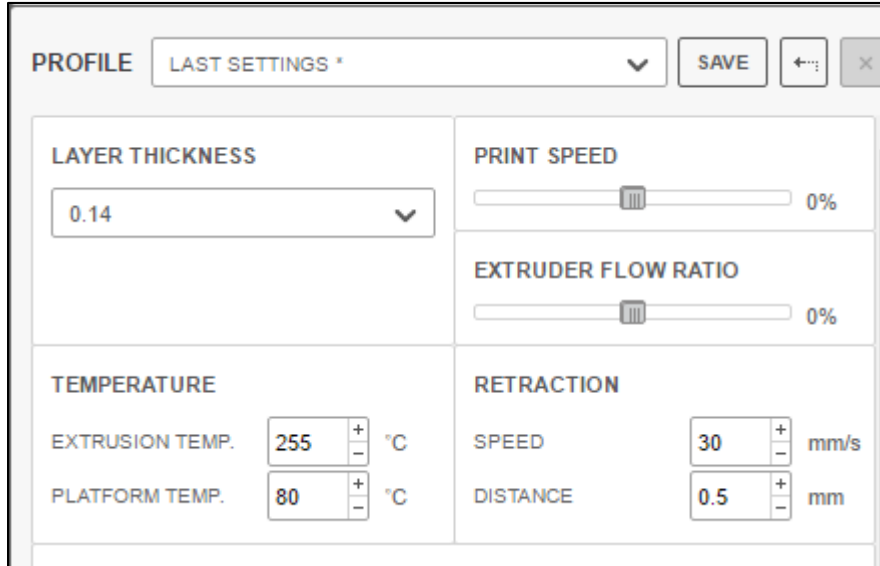 PROFILE LAST SETTINGS * SAVE
LAYER THICKNESS
0.14
PRINT SPEED
0%
EXTRUDER FLOW RATIO
0%
TEMPERATURE
EXTRUSION TEMP. 255 + - °C
PLATFORM TEMP. 80 + - °C
RETRACTION
SPEED 30 + - mm/s
DISTANCE 0.5 + - mm